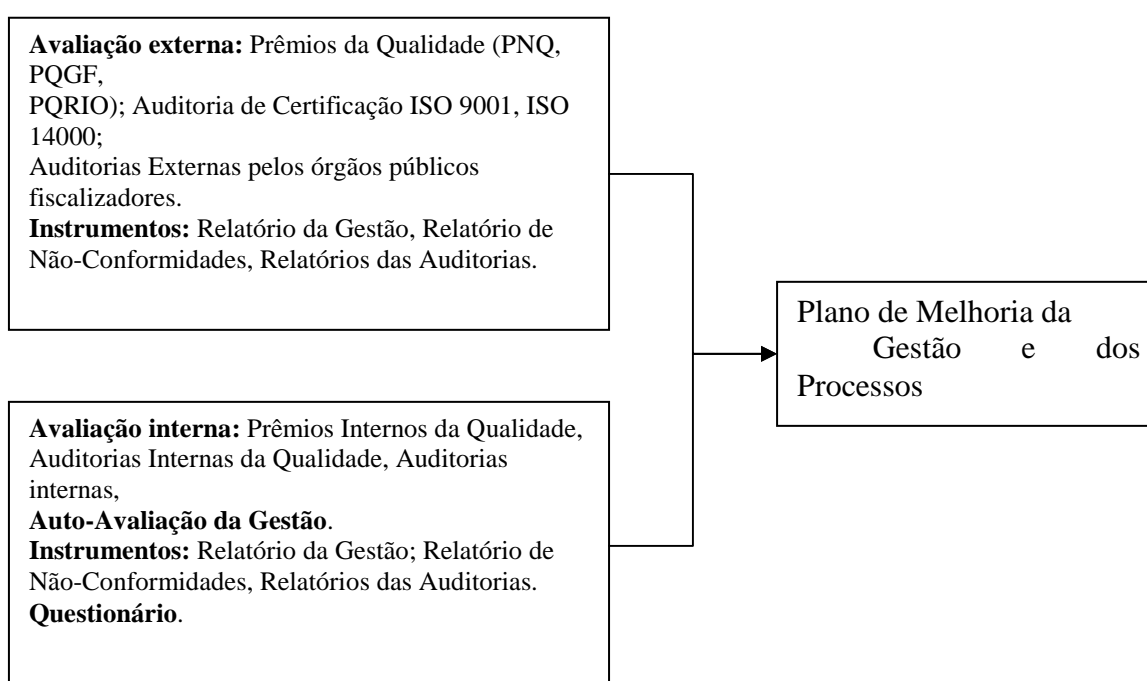 Avaliação externa: Prêmios da Qualidade (PNQ,
PQGF,
PQRIO); Auditoria de Certificação ISO 9001, ISO
14000;
Auditorias Externas pelos órgãos públicos
fiscalizadores.
Instrumentos: Relatório da Gestão, Relatório de
Não-Conformidades, Relatórios das Auditorias.
Avaliação interna: Prêmios Internos da Qualidade,
Auditorias Internas da Qualidade, Auditorias
internas,
Auto-Avaliação da Gestão.
Instrumentos: Relatório da Gestão; Relatório de
Não-Conformidades, Relatórios das Auditorias.
Questionário.
Plano de Melhoria da
Gestão e dos
Processos